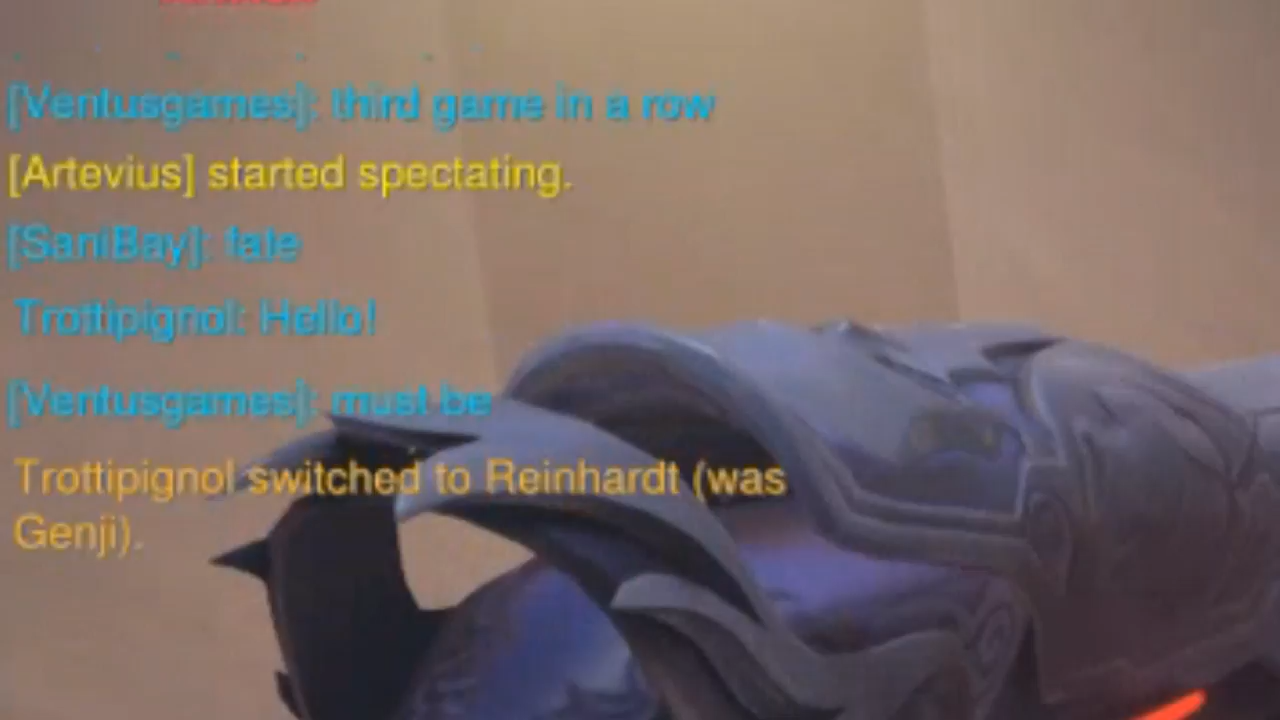 [Ventusgames]: third game in a row
[Artevius] started spectating.
[SaniBay]: fate
Trottipignol: Hello!
[Ventusgames]: must be
Trottipignol switched to Reinhardt (was
Genji).